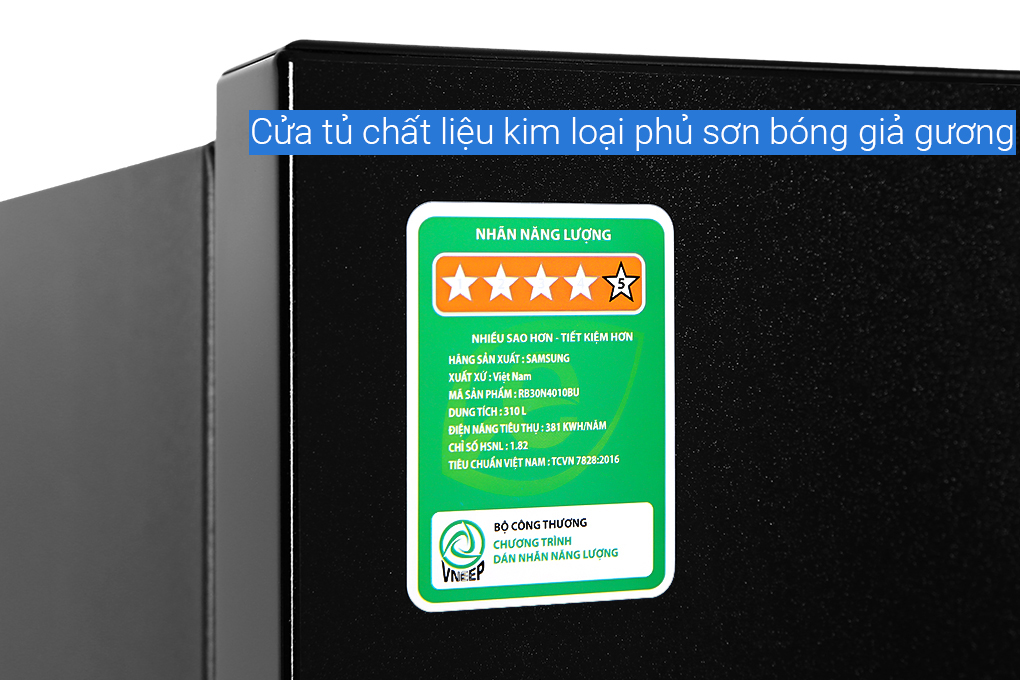 Cửa tủ chất liệu kim loại phủ sơn bóng giả gương
NHÃN NĂNG LƯỢNG
5
NHIỀU SAO HƠN - TIẾT KIỆM HƠN
HÃNG SẢN XUẤT : SAMSUNG
XUẤT XỨ : Việt Nam
MÃ SẢN PHẨM : RB30N4010BU
DUNG TÍCH : 310 L
ĐIỆN NĂNG TIÊU THỤ : 381 KWH/NĂM
CHỈ SỐ HSNL : 1.82
TIÊU CHUẨN VIỆT NAM : TCVN 7828:2016
BỘ CÔNG THƯƠNG
CHƯƠNG TRÌNH
DÁN NHÃN NĂNG LƯỢNG
VNEEP